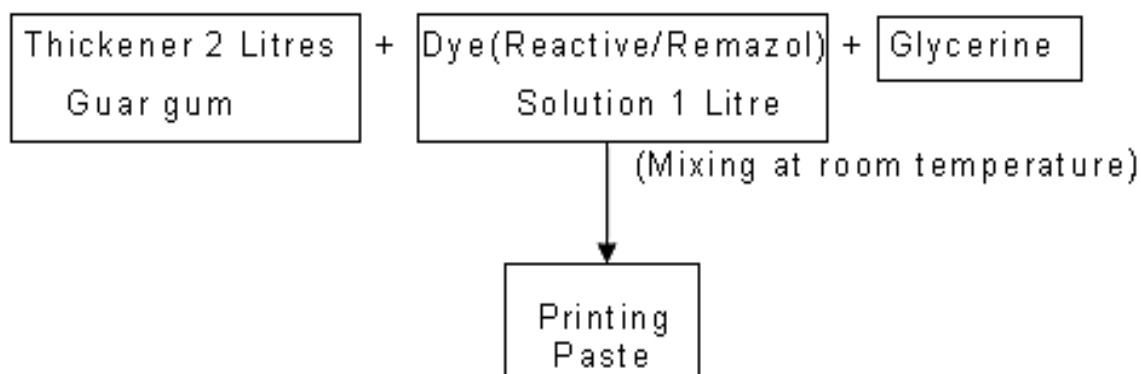 Thickener 2 Litres + Dye(Reactive/Remazol) + Glycerine
Guar gum Solution 1 Litre
(Mixing at room temperature)
Printing
Paste